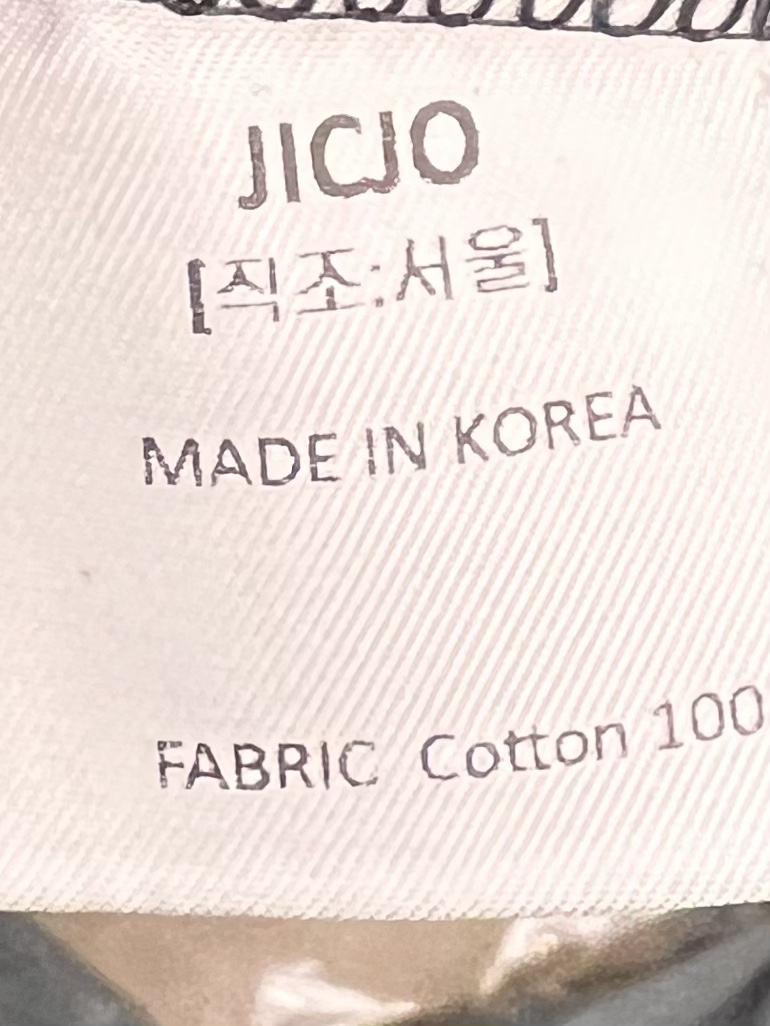 JICJO
[직조:서울]
MADE IN KOREA
FABRIC Cotton 100